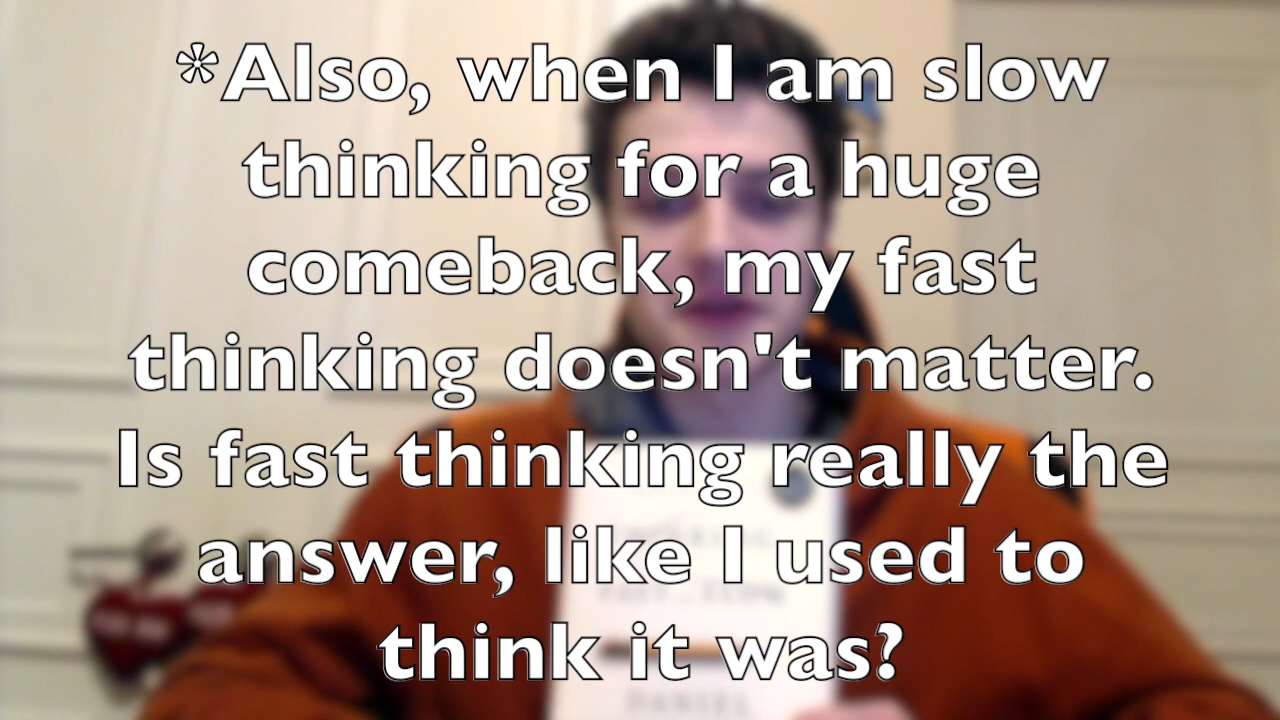 *Also, when I am slow
thinking for a huge
comeback, my fast
thinking doesn't matter.
Is fast thinking really the
answer, like I used to
think it was?
DANIEL